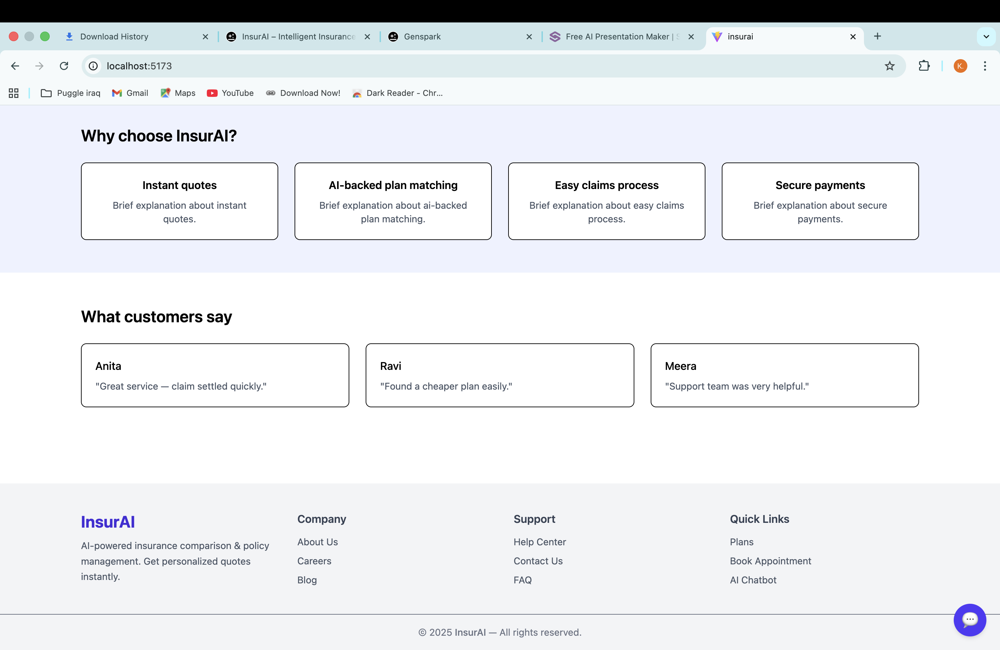 Download History
InsurAI – Intelligent Insurance
Genspark
Free AI Presentation Maker |
insurai
localhost:5173
K.
Puggle iraq
Gmail
Maps
YouTube
Download Now!
Dark Reader - Chr...
Why choose InsurAI?
Instant quotes
Brief explanation about instant
quotes.
AI-backed plan matching
Brief explanation about ai-backed
plan matching.
Easy claims process
Brief explanation about easy claims
process.
Secure payments
Brief explanation about secure
payments.
What customers say
Anita
"Great service — claim settled quickly."
Ravi
"Found a cheaper plan easily."
Meera
"Support team was very helpful."
InsurAI
AI-powered insurance comparison & policy
management. Get personalized quotes
instantly.
Company
About Us
Careers
Blog
Support
Help Center
Contact Us
FAQ
Quick Links
Plans
Book Appointment
AI Chatbot
© 2025 InsurAI — All rights reserved.